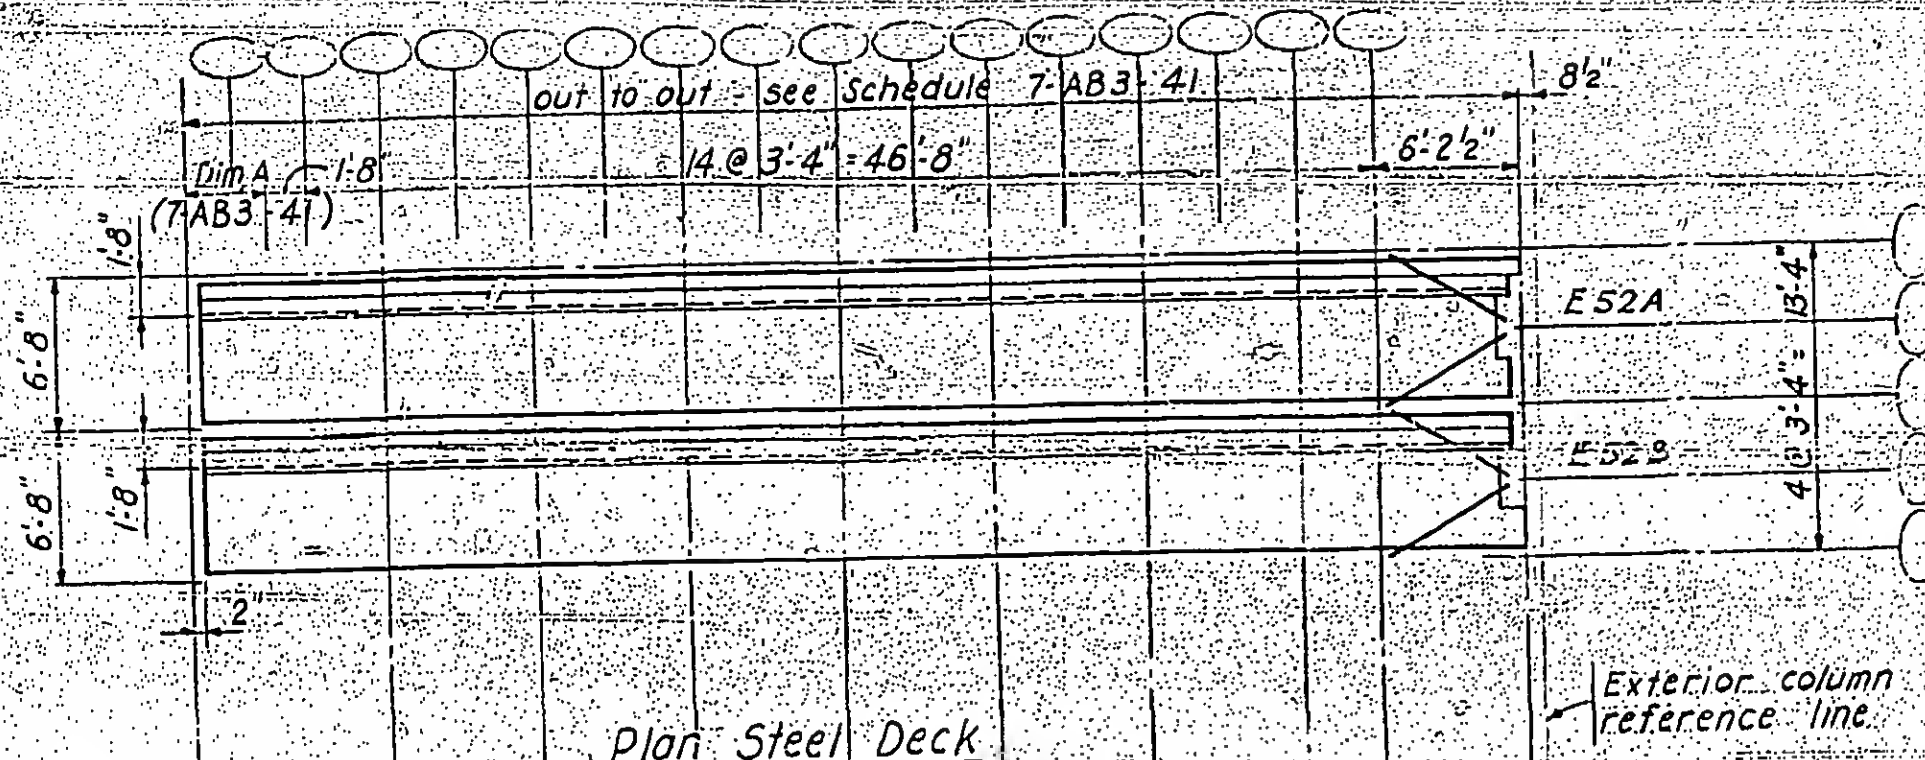 out to out - see Schedule 7-AB3-41
8½"
14 @ 3'-4" = 46'-8"
6'-2½"
Dim A
1'-8"
(7-AB3-41)
1'-8"
6'-8"
E52A
4 @ 3'-4" = 13'-4"
E52B
6'-8"
1'-8"
2"
Exterior column
reference line
Plan Steel Deck